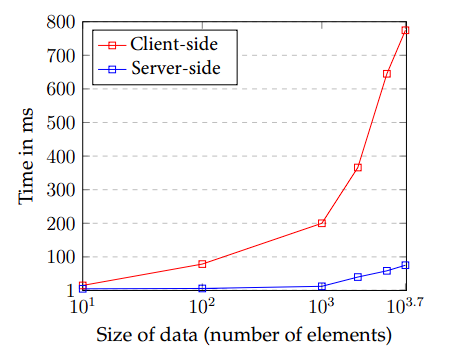 800
700
600
500
400
300
200
100
1
Time in ms
Client-side
Server-side
10^1 10^2 10^3 10^3.7
Size of data (number of elements)